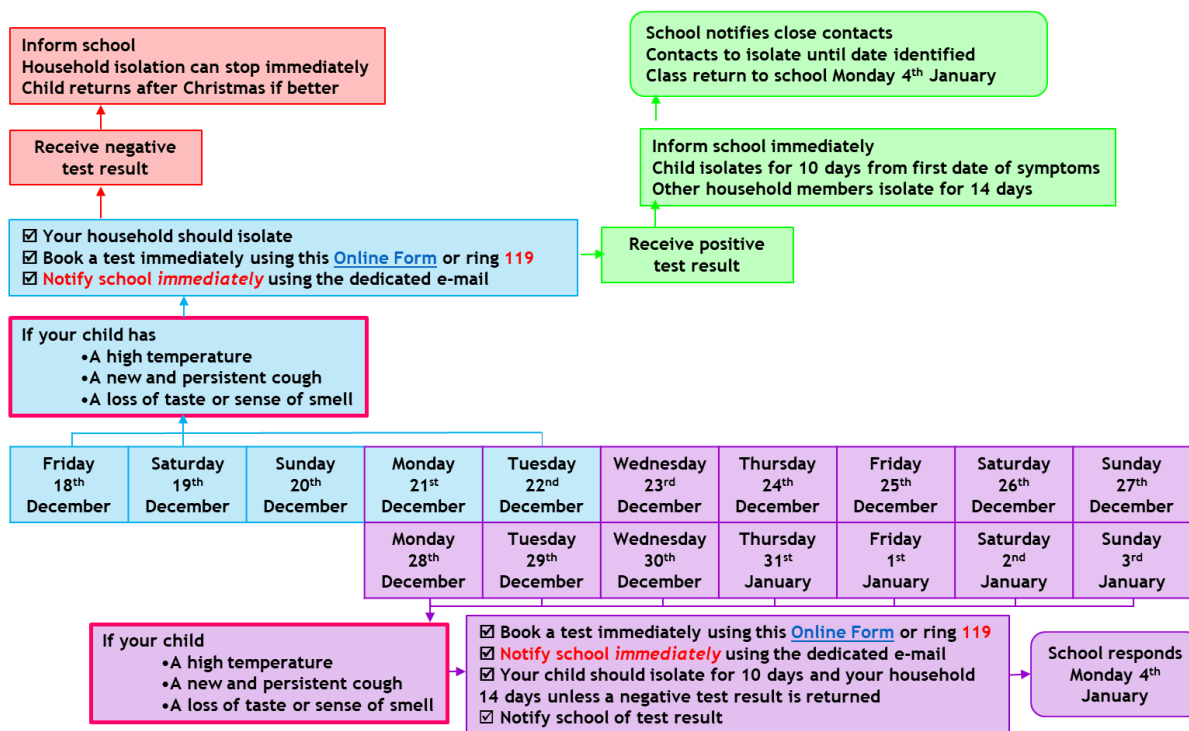 Inform school
Household isolation can stop immediately
Child returns after Christmas if better
School notifies close contacts
Contacts to isolate until date identified
Class return to school Monday 4th January
Receive negative
test result
Inform school immediately
Child isolates for 10 days from first date of symptoms
Other household members isolate for 14 days
☑ Your household should isolate
☑ Book a test immediately using this Online Form or ring 119
☑ Notify school immediately using the dedicated e-mail
Receive positive
test result
If your child has
•A high temperature
•A new and persistent cough
•A loss of taste or sense of smell
Friday
18th
December
Saturday
19th
December
Sunday
20th
December
Monday
21st
December
Tuesday
22nd
December
Wednesday
23rd
December
Thursday
24th
December
Friday
25th
December
Saturday
26th
December
Sunday
27th
December
Monday
28th
December
Tuesday
29th
December
Wednesday
30th
December
Thursday
31st
January
Friday
1st
January
Saturday
2nd
January
Sunday
3rd
January
If your child
•A high temperature
•A new and persistent cough
•A loss of taste or sense of smell
☑ Book a test immediately using this Online Form or ring 119
☑ Notify school immediately using the dedicated e-mail
☑ Your child should isolate for 10 days and your household
14 days unless a negative test result is returned
☑ Notify school of test result
School responds
Monday 4th
January